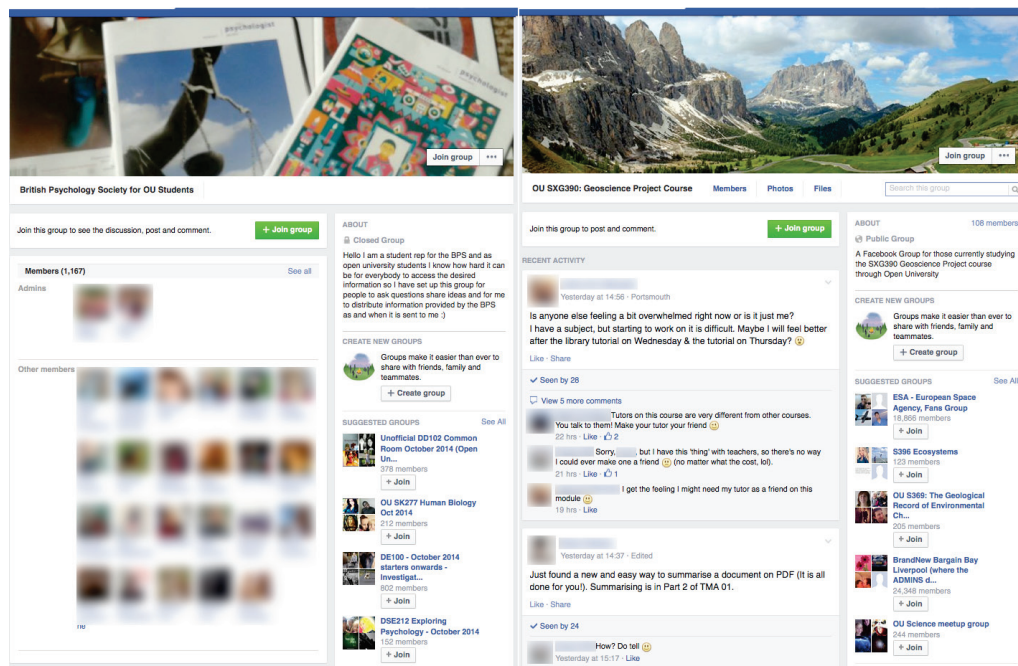 psychologist
psychologist
Join group
British Psychology Society for OU Students
Join this group to see the discussion, post and comment.
+ Join group
Members (1,167)
See all
Admins
Other members
me
ABOUT
Closed Group
Hello I am a student rep for the BPS and as
open university students I know how hard it can
be for everybody to access the desired
information so I have set up this group for
people to ask questions share ideas and for me
to distribute information provided by the BPS
as and when it is sent to me :)
CREATE NEW GROUPS
Groups make it easier than ever to
share with friends, family and
teammates.
+ Create group
SUGGESTED GROUPS
See All
Unofficial DD102 Common
Room October 2014 (Open
Un...
378 members
+ Join
OU SK277 Human Biology
Oct 2014
212 members
+ Join
DE100 - October 2014
starters onwards -
Investigat...
802 members
+ Join
DSE212 Exploring
Psychology - October 2014
152 members
+ Join
Join group
OU SXG390: Geoscience Project Course
Members
Photos
Files
Search this group
Join this group to post and comment.
+ Join group
RECENT ACTIVITY
Yesterday at 14:56 · Portsmouth
Is anyone else feeling a bit overwhelmed right now or is it just me?
I have a subject, but starting to work on it is difficult. Maybe I will feel better
after the library tutorial on Wednesday & the tutorial on Thursday?
Like · Share
Seen by 28
View 5 more comments
Tutors on this course are very different from other courses.
You talk to them! Make your tutor your friend
22 hrs · Like · 2
Sorry, , but I have this 'thing' with teachers, so there's no way
I could ever make one a friend (no matter what the cost, lol).
21 hrs · Like · 1
I get the feeling I might need my tutor as a friend on this
module
19 hrs · Like
Yesterday at 14:37 · Edited
Just found a new and easy way to summarise a document on PDF (It is all
done for you!). Summarising is in Part 2 of TMA 01.
Like · Share
Seen by 24
How? Do tell
Yesterday at 15:17 · Like
ABOUT
108 members
Public Group
A Facebook Group for those currently studying
the SXG390 Geoscience Project course
through Open University
CREATE NEW GROUPS
Groups make it easier than ever to
share with friends, family and
teammates.
+ Create group
SUGGESTED GROUPS
See All
ESA - European Space
Agency, Fans Group
18,866 members
+ Join
S396 Ecosystems
123 members
+ Join
OU S369: The Geological
Record of Environmental
Ch...
205 members
+ Join
BrandNew Bargain Bay
Liverpool (where the
ADMINS d...
24,348 members
+ Join
OU Science meetup group
244 members
+ Join